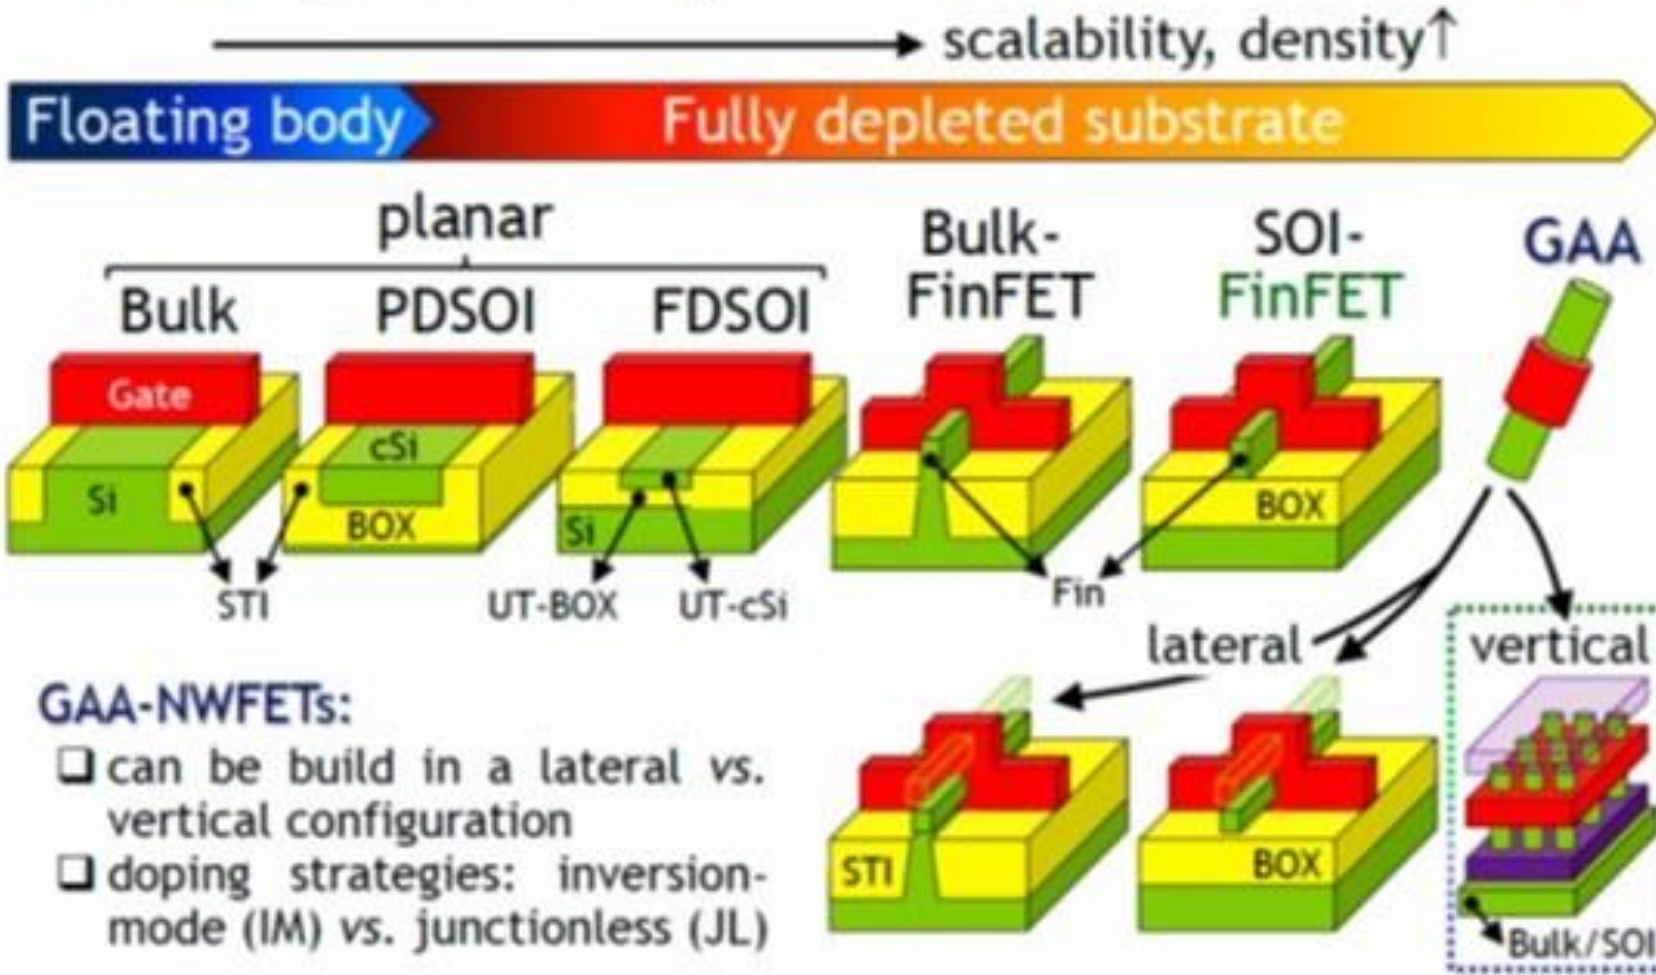 scalability, density↑
Floating body
Fully depleted substrate
planar
Bulk
PDSOI
FDSOI
Bulk-
FinFET
SOI-
FinFET
GAA
Gate
Si
cSi
BOX
Si
BOX
STI
UT-BOX
UT-cSi
Fin
lateral
vertical
GAA-NWFETs:
❑ can be build in a lateral vs.
vertical configuration
❑ doping strategies: inversion-
mode (IM) vs. junctionless (JL)
STI
BOX
Bulk/SOI